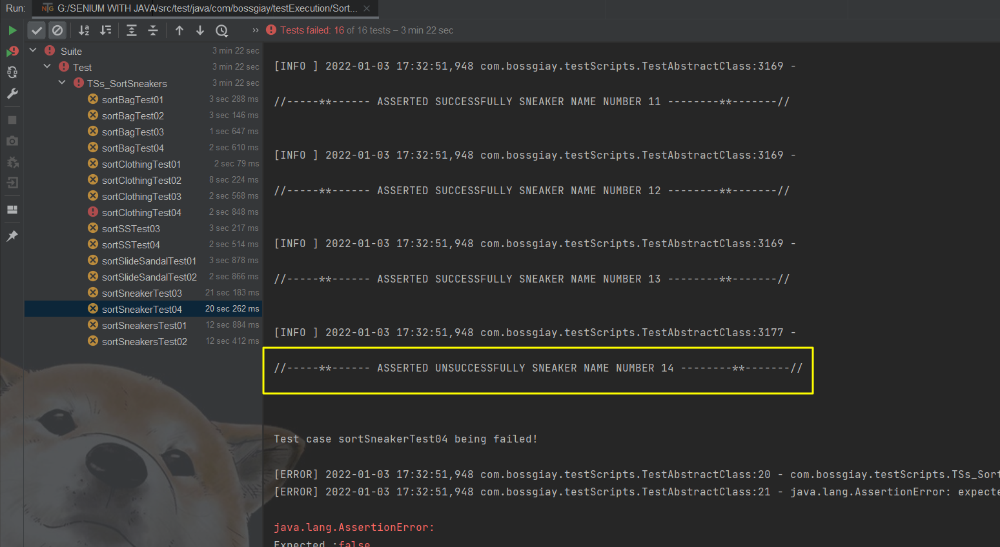 Run: G:/SENIUM WITH JAVA/src/test/java/com/bossgiay/testExecution/Sort...
Tests failed: 16 of 16 tests – 3 min 22 sec
Suite 3 min 22 sec
Test 3 min 22 sec
TSs_SortSneakers 3 min 22 sec
sortBagTest01 3 sec 288 ms
sortBagTest02 3 sec 146 ms
sortBagTest03 1 sec 647 ms
sortBagTest04 2 sec 610 ms
sortClothingTest01 2 sec 79 ms
sortClothingTest02 8 sec 224 ms
sortClothingTest03 2 sec 568 ms
sortClothingTest04 2 sec 848 ms
sortSSTest03 3 sec 217 ms
sortSSTest04 2 sec 514 ms
sortSlideSandalTest01 3 sec 878 ms
sortSlideSandalTest02 2 sec 866 ms
sortSneakerTest03 21 sec 183 ms
sortSneakerTest04 20 sec 262 ms
sortSneakersTest01 12 sec 884 ms
sortSneakersTest02 12 sec 412 ms
[INFO ] 2022-01-03 17:32:51,948 com.bossgiay.testScripts.TestAbstractClass:3169 -
//-----**------ ASSERTED SUCCESSFULLY SNEAKER NAME NUMBER 11 --------**-------//
[INFO ] 2022-01-03 17:32:51,948 com.bossgiay.testScripts.TestAbstractClass:3169 -
//-----**------ ASSERTED SUCCESSFULLY SNEAKER NAME NUMBER 12 --------**-------//
[INFO ] 2022-01-03 17:32:51,948 com.bossgiay.testScripts.TestAbstractClass:3169 -
//-----**------ ASSERTED SUCCESSFULLY SNEAKER NAME NUMBER 13 --------**-------//
[INFO ] 2022-01-03 17:32:51,948 com.bossgiay.testScripts.TestAbstractClass:3177 -
//-----**------ ASSERTED UNSUCCESSFULLY SNEAKER NAME NUMBER 14 --------**-------//
Test case sortSneakerTest04 being failed!
[ERROR] 2022-01-03 17:32:51,948 com.bossgiay.testScripts.TestAbstractClass:20 - com.bossgiay.testScripts.TSs_Sort
[ERROR] 2022-01-03 17:32:51,948 com.bossgiay.testScripts.TestAbstractClass:21 - java.lang.AssertionError: expecte
java.lang.AssertionError:
Expected :false